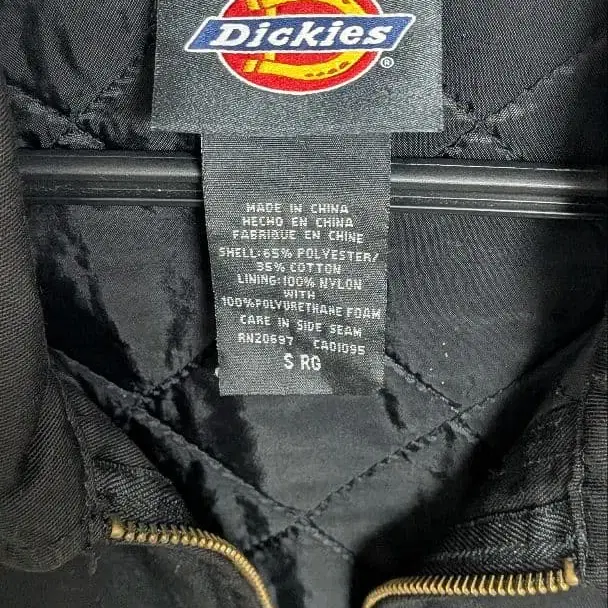 Dickies
®
MADE IN CHINA
HECHO EN CHINA
FABRIQUE EN CHINE
SHELL:65% POLYESTER/
35% COTTON
LINING:100% NYLON
WITH
100%POLYURETHANE FOAM
CARE IN SIDE SEAM
RN20697 CA01095
S RG